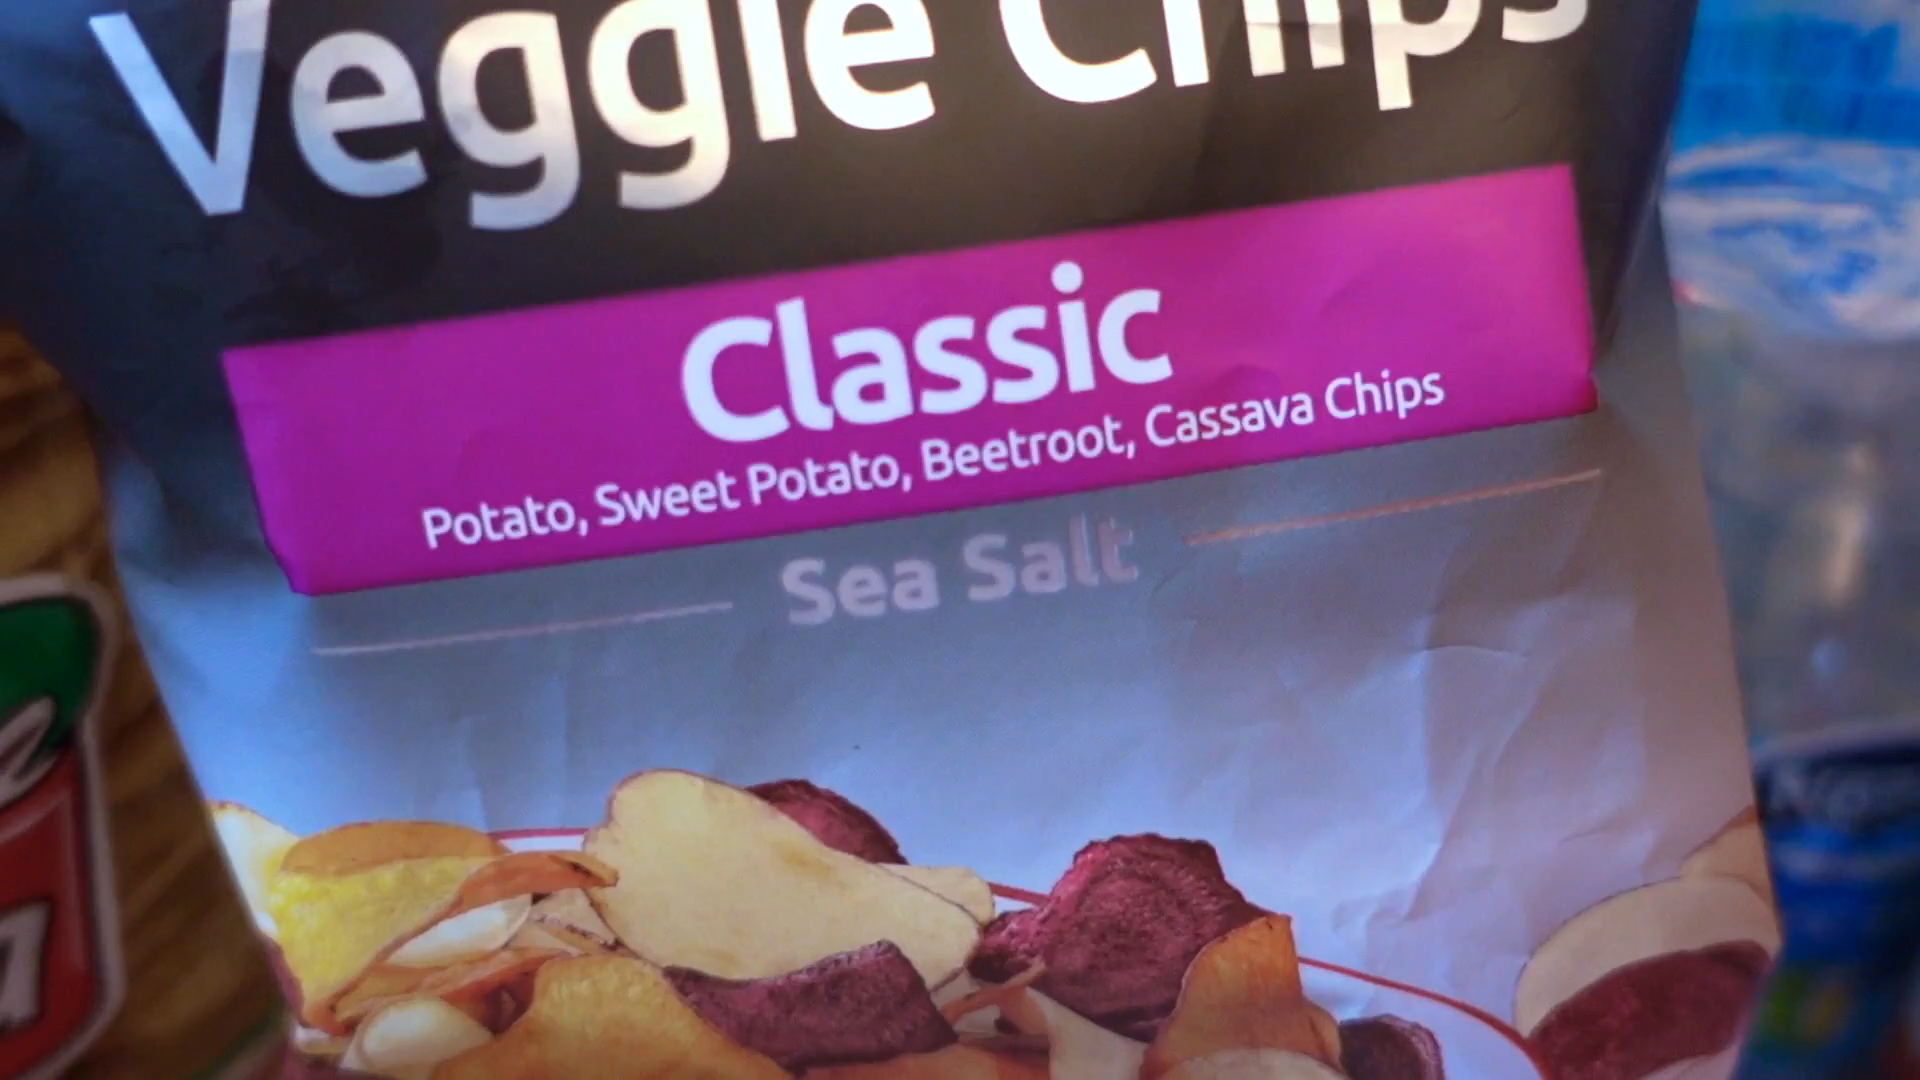 Veggie Chips
Classic
Potato, Sweet Potato, Beetroot, Cassava Chips
Sea Salt